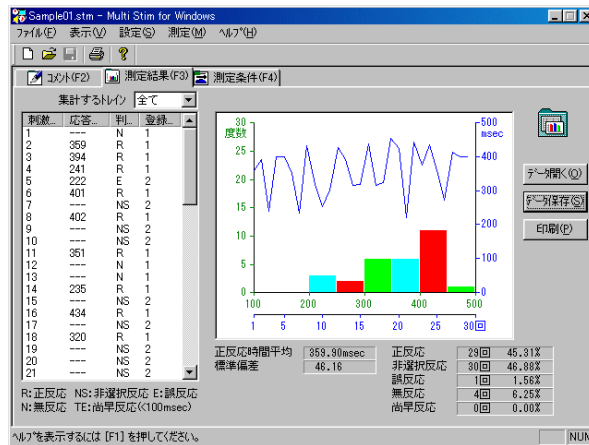 Sample01.stm - Multi Stim for Windows
ファイル(F) 表示(V) 設定(S) 測定(M) ヘルプ(H)
コメント(F2) 測定結果(F3) 測定条件(F4)
集計するトレイン 全て
刺激... 応答... 判... 登録...
1 --- N 1
2 359 R 1
3 394 R 1
4 241 R 1
5 222 E 2
6 401 R 1
7 --- NS 2
8 402 R 1
9 --- NS 2
10 --- NS 2
11 351 R 1
12 --- N 1
13 --- N 1
14 235 R 1
15 --- NS 2
16 434 R 1
17 --- NS 2
18 320 R 1
19 --- NS 2
20 --- NS 2
21 --- NS 2
R:正反応 NS:非選択反応 E:誤反応
N:無反応 TE:尚早反応(<100msec)
30 500
度数 msec
25
400
20
300
15
200
10
100
5
0 0
100 200 300 400 500
1 5 10 15 20 25 30回
正反応時間平均 359.90msec
標準偏差 46.16
正反応 29回 45.31%
非選択反応 30回 46.88%
誤反応 1回 1.56%
無反応 4回 6.25%
尚早反応 0回 0.00%
データ開く(O)
データ保存(S)
印刷(P)
ヘルプを表示するには [F1] を押してください。 NUM